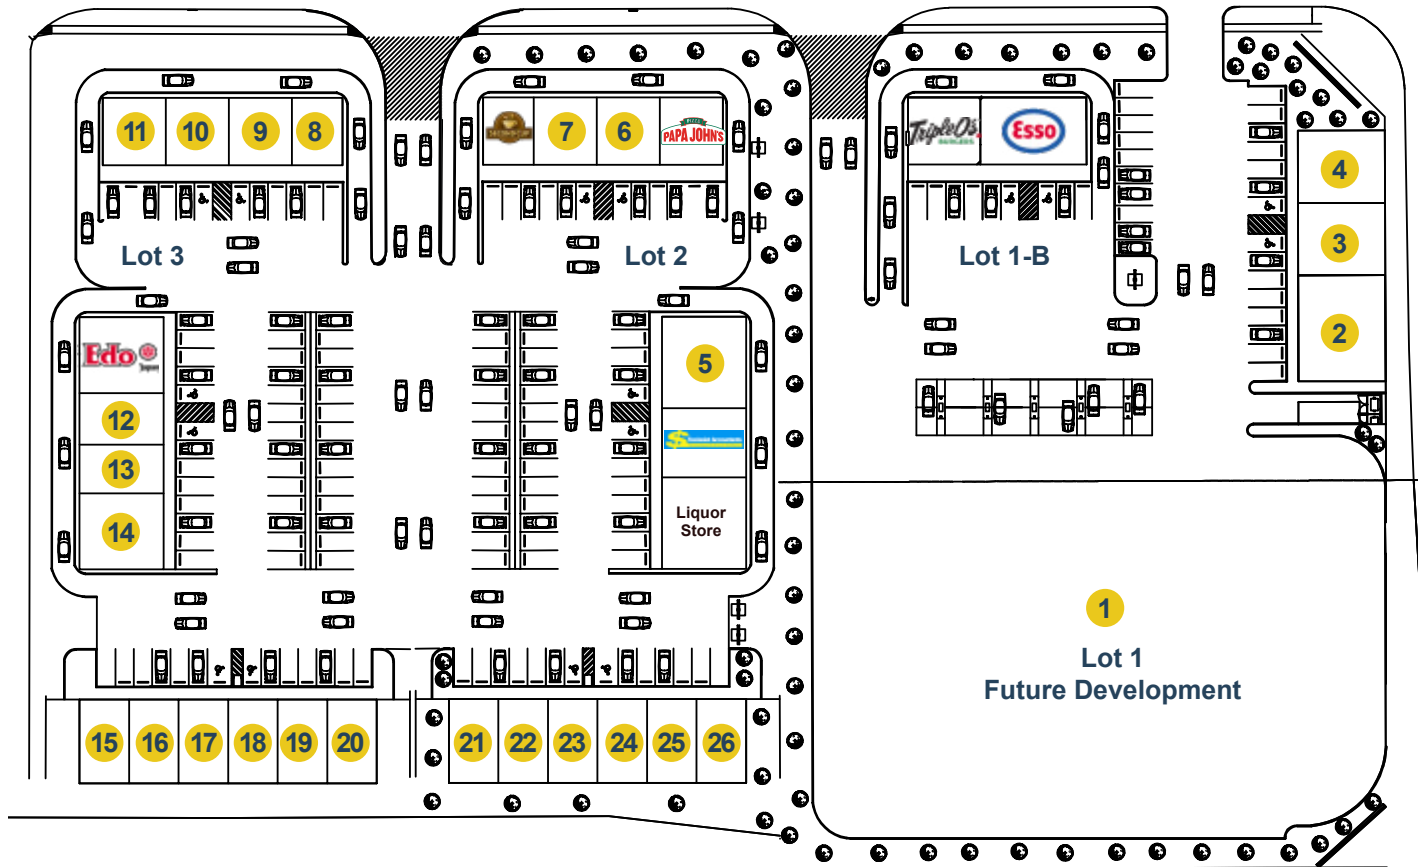 11 10 9 8
7 6
PAPA JOHN'S
TripleO's
Esso
4
3
2
Lot 3
Lot 2
Lot 1-B
Edo
Japan
12
13
14
5
Liquor
Store
1
Lot 1
Future Development
15 16 17 18 19 20
21 22 23 24 25 26